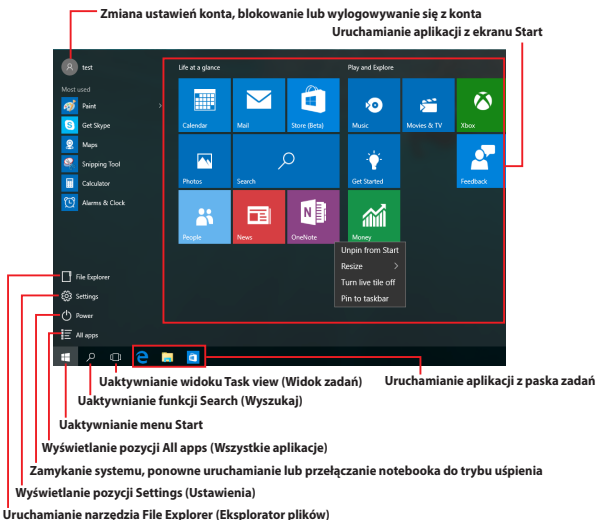 Zmiana ustawień konta, blokowanie lub wylogowywanie się z konta
Uruchamianie aplikacji z ekranu Start
test
Life at a glance
Play and Explore
Most used
Paint
Get Skype
Maps
Snipping Tool
Calculator
Alarms & Clock
Calendar
Mail
Store (Beta)
Music
Movies & TV
Xbox
Photos
Search
Get Started
Feedback
People
News
OneNote
Money
Unpin from Start
Resize
Turn live tile off
Pin to taskbar
File Explorer
Settings
Power
All apps
Uaktywnianie widoku Task view (Widok zadań)
Uruchamianie aplikacji z paska zadań
Uaktywnianie funkcji Search (Wyszukaj)
Uaktywnianie menu Start
Wyświetlanie pozycji All apps (Wszystkie aplikacje)
Zamykanie systemu, ponowne uruchamianie lub przełączanie notebooka do trybu uśpienia
Wyświetlanie pozycji Settings (Ustawienia)
Uruchamianie narzędzia File Explorer (Eksplorator plików)